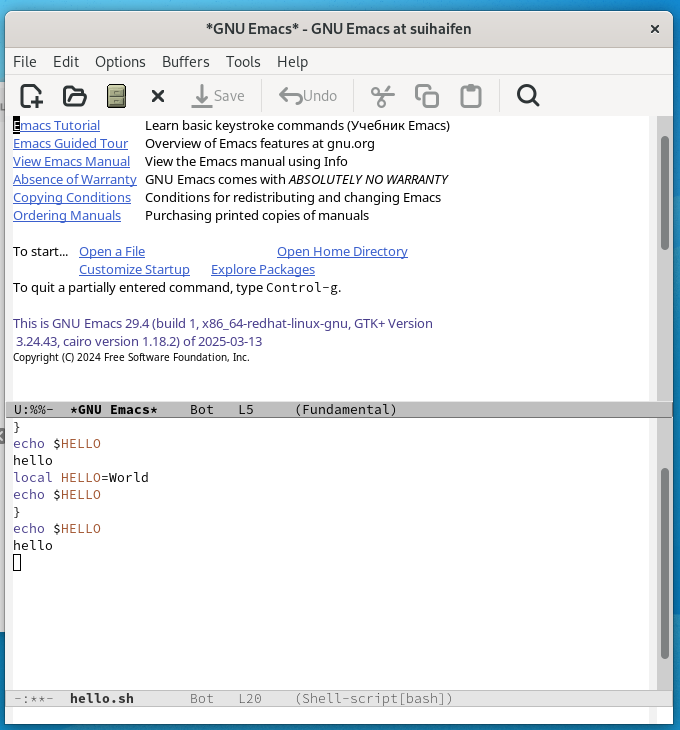 *GNU Emacs* - GNU Emacs at suihaifen
File Edit Options Buffers Tools Help
Save Undo
Emacs Tutorial Learn basic keystroke commands (Учебник Emacs)
Emacs Guided Tour Overview of Emacs features at gnu.org
View Emacs Manual View the Emacs manual using Info
Absence of Warranty GNU Emacs comes with ABSOLUTELY NO WARRANTY
Copying Conditions Conditions for redistributing and changing Emacs
Ordering Manuals Purchasing printed copies of manuals
To start... Open a File Open Home Directory
Customize Startup Explore Packages
To quit a partially entered command, type Control-g.
This is GNU Emacs 29.4 (build 1, x86_64-redhat-linux-gnu, GTK+ Version
3.24.43, cairo version 1.18.2) of 2025-03-13
Copyright (C) 2024 Free Software Foundation, Inc.
U:%%- *GNU Emacs* Bot L5 (Fundamental)
}
echo $HELLO
hello
local HELLO=World
echo $HELLO
}
echo $HELLO
hello
-:**- hello.sh Bot L20 (Shell-script[bash])